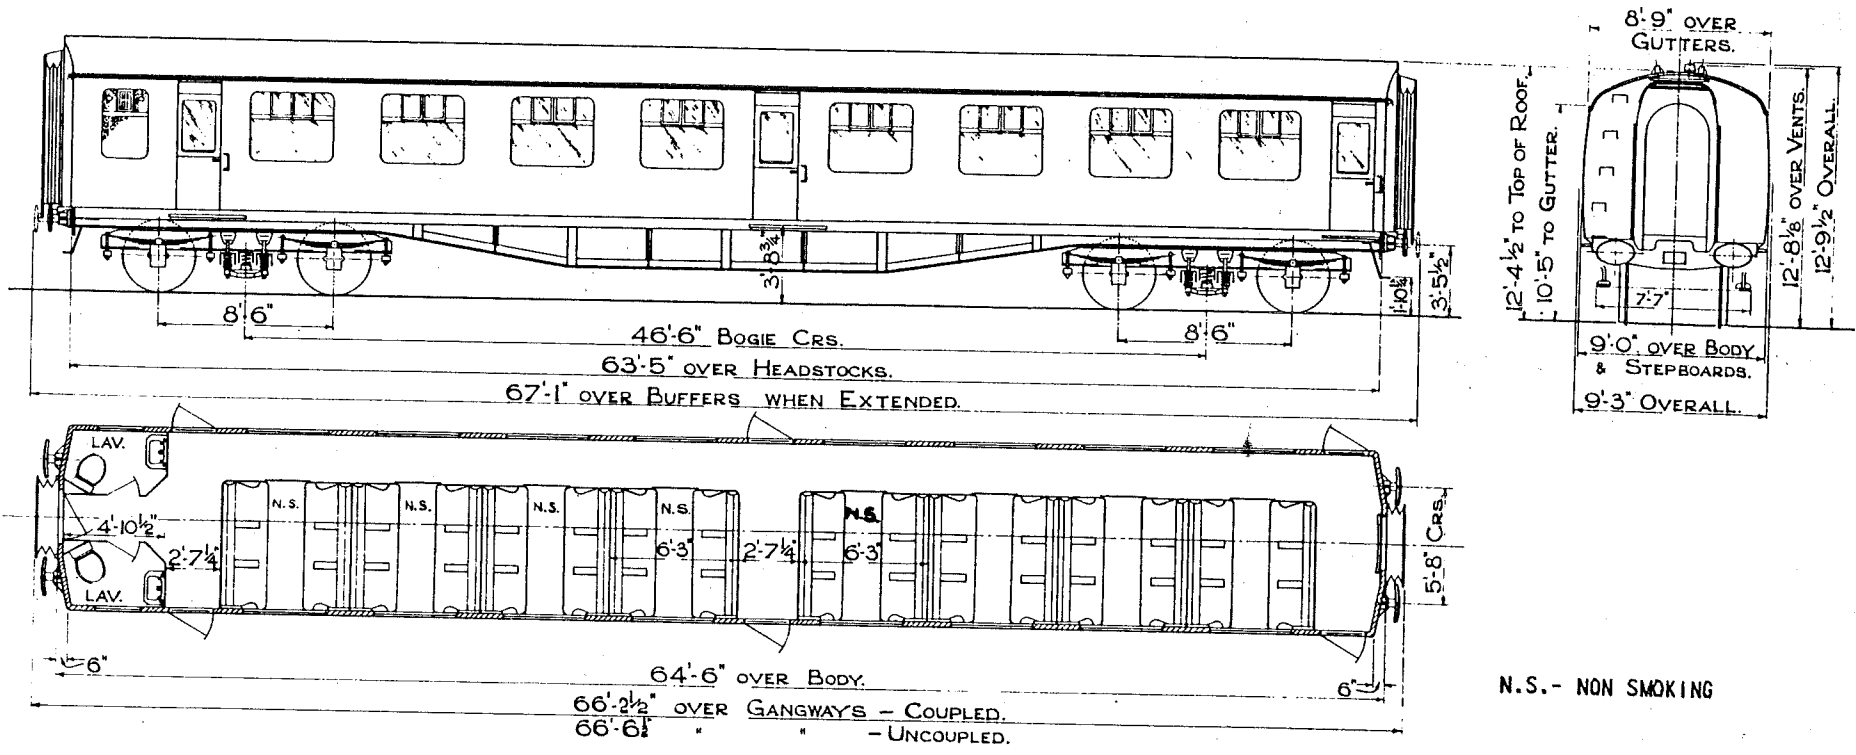 8'-9" OVER
GUTTERS.
12'-4½" TO TOP OF ROOF.
10'-5" TO GUTTER.
12'-8⅛" OVER VENTS.
12'-9½" OVERALL.
7'-7"
9'-0" OVER BODY
& STEPBOARDS.
9'-3" OVERALL.
3'-8¾"
1'-10½"
3'-5½"
8'-6"
8'-6"
46'-6" BOGIE CRS.
63'-5" OVER HEADSTOCKS.
67'-1" OVER BUFFERS WHEN EXTENDED.
LAV.
N.S.
N.S.
N.S.
N.S.
N.S.
4'-10½"
2'-7¼"
6'-3"
2'-7¼"
6'-3"
5'-8" CRS.
LAV.
6"
64'-6" OVER BODY.
6"
66'-2½" OVER GANGWAYS - COUPLED.
66'-6½" " " - UNCOUPLED.
N.S. - NON SMOKING